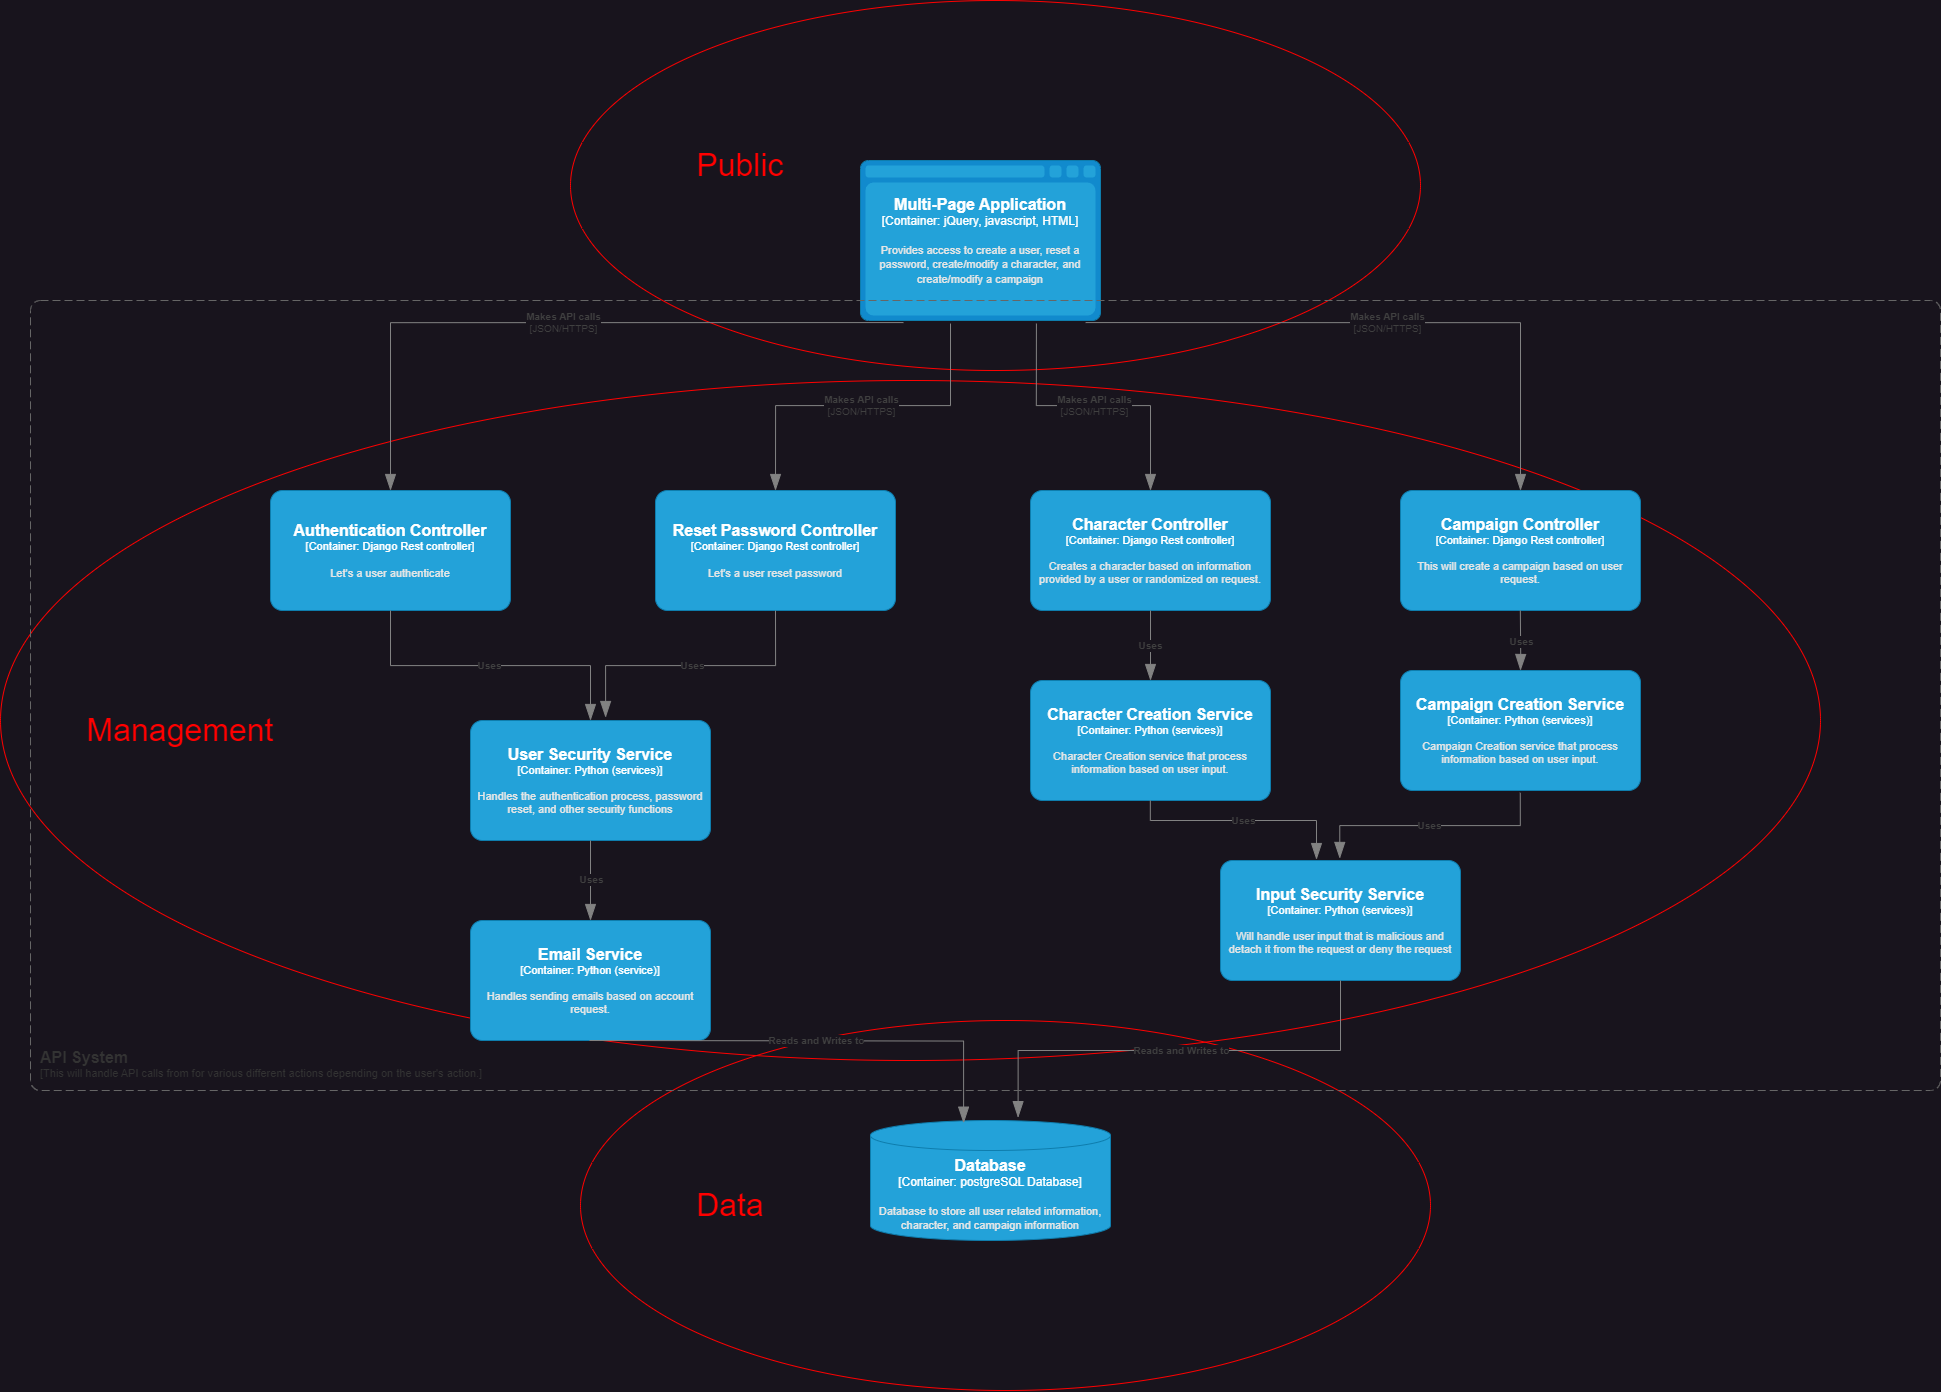 Public
Multi-Page Application
[Container: jQuery, javascript, HTML]
Provides access to create a user, reset a
password, create/modify a character, and
create/modify a campaign
Makes API calls
[JSON/HTTPS]
Makes API calls
[JSON/HTTPS]
Makes API calls
[JSON/HTTPS]
Makes API calls
[JSON/HTTPS]
Authentication Controller
[Container: Django Rest controller]
Let's a user authenticate
Reset Password Controller
[Container: Django Rest controller]
Let's a user reset password
Character Controller
[Container: Django Rest controller]
Creates a character based on information
provided by a user or randomized on request.
Campaign Controller
[Container: Django Rest controller]
This will create a campaign based on user
request.
Uses
Uses
Uses
Uses
Management
User Security Service
[Container: Python (services)]
Handles the authentication process, password
reset, and other security functions
Character Creation Service
[Container: Python (services)]
Character Creation service that process
information based on user input.
Campaign Creation Service
[Container: Python (services)]
Campaign Creation service that process
information based on user input.
Uses
Uses
Uses
Email Service
[Container: Python (service)]
Handles sending emails based on account
request.
Input Security Service
[Container: Python (services)]
Will handle user input that is malicious and
detach it from the request or deny the request
Reads and Writes to
Reads and Writes to
API System
[This will handle API calls from for various different actions depending on the user's action.]
Data
Database
[Container: postgreSQL Database]
Database to store all user related information,
character, and campaign information